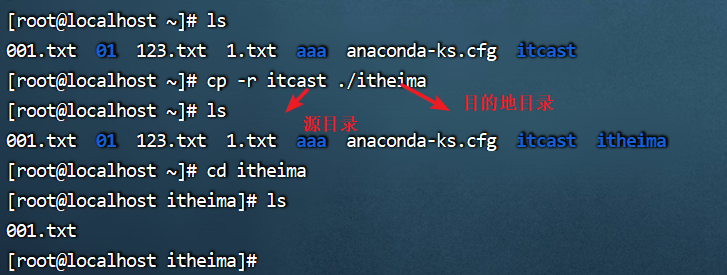 [root@localhost ~]# ls
001.txt 01 123.txt 1.txt aaa anaconda-ks.cfg itcast
[root@localhost ~]# cp -r itcast ./itheima
[root@localhost ~]# ls
源目录
目的地目录
001.txt 01 123.txt 1.txt aaa anaconda-ks.cfg itcast itheima
[root@localhost ~]# cd itheima
[root@localhost itheima]# ls
001.txt
[root@localhost itheima]#